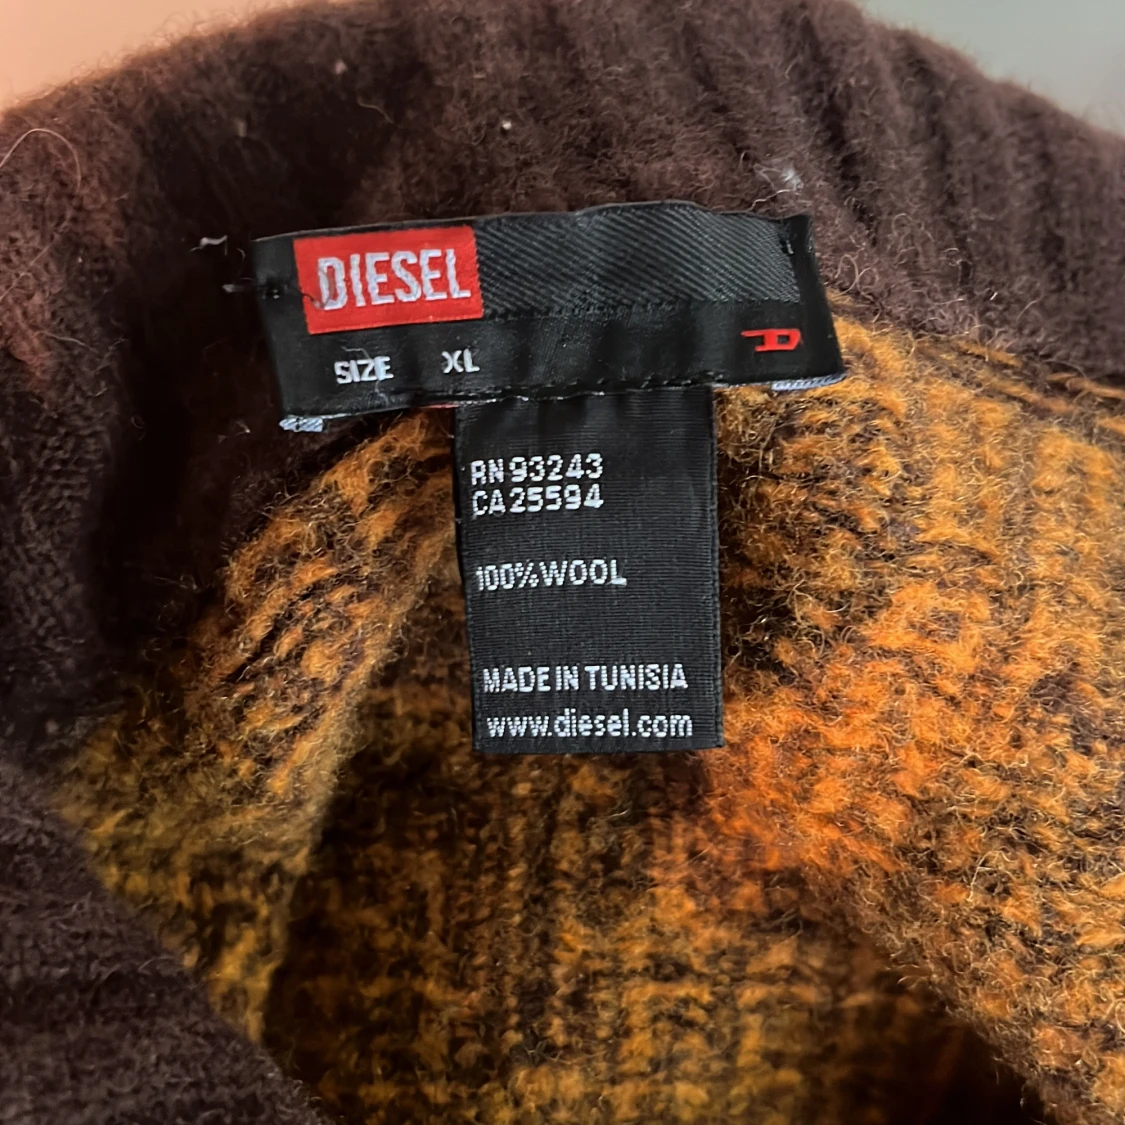 DIESEL
SIZE XL
RN 93243
CA 25594
100% WOOL
MADE IN TUNISIA
www.diesel.com